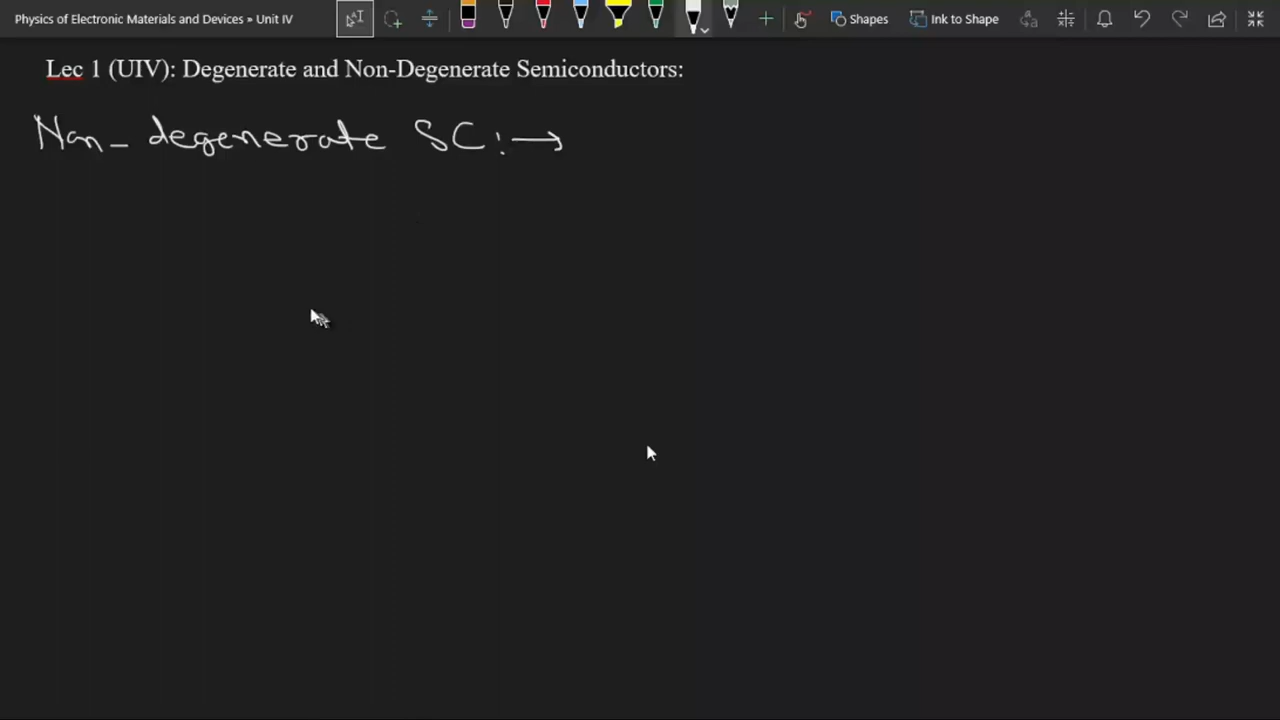 Physics of Electronic Materials and Devices » Unit IV
Shapes
Ink to Shape
Lec 1 (UIV): Degenerate and Non-Degenerate Semiconductors:
Non-degenerate SC:→